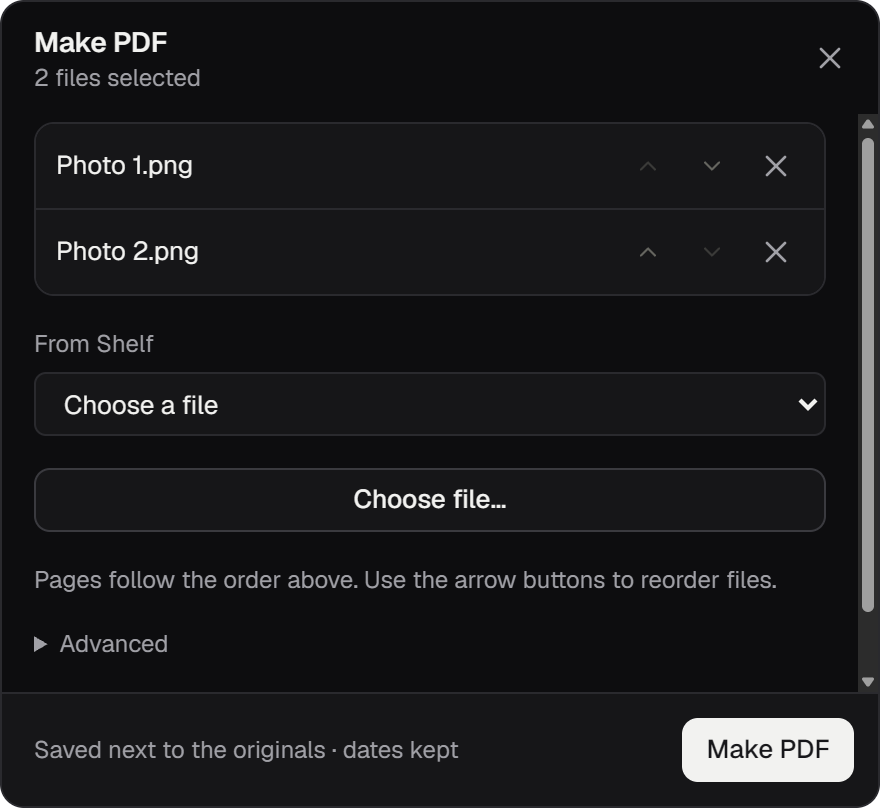 Make PDF
2 files selected
Photo 1.png
Photo 2.png
From Shelf
Choose a file
Choose file...
Pages follow the order above. Use the arrow buttons to reorder files.
Advanced
Saved next to the originals · dates kept
Make PDF